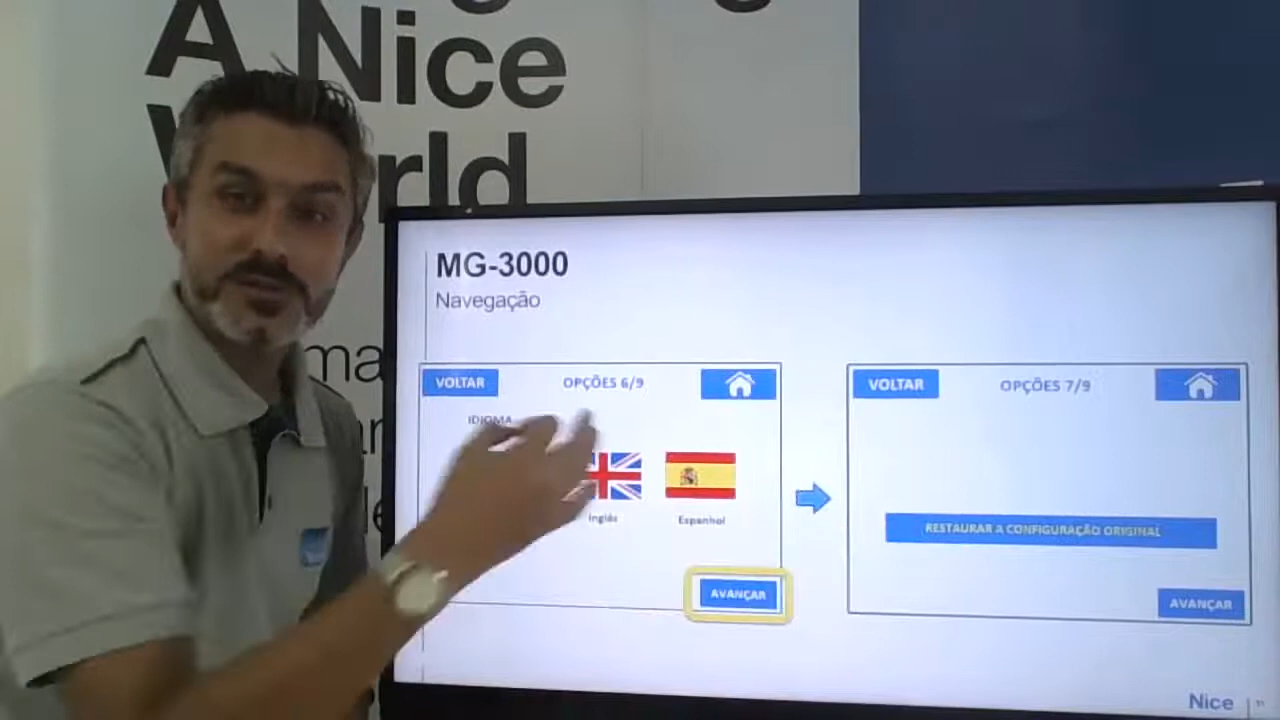 A Nice
World
MG-3000
Navegação
VOLTAR
OPÇÕES 6/9
IDIOMA
Inglês
Espanhol
AVANÇAR
VOLTAR
OPÇÕES 7/9
RESTAURAR A CONFIGURAÇÃO ORIGINAL
AVANÇAR
Nice